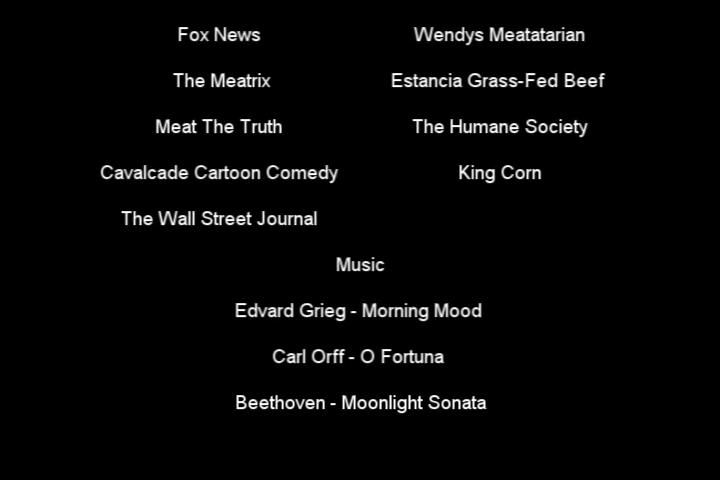 Fox News Wendys Meatatarian
The Meatrix Estancia Grass-Fed Beef
Meat The Truth The Humane Society
Cavalcade Cartoon Comedy King Corn
The Wall Street Journal
Music
Edvard Grieg - Morning Mood
Carl Orff - O Fortuna
Beethoven - Moonlight Sonata